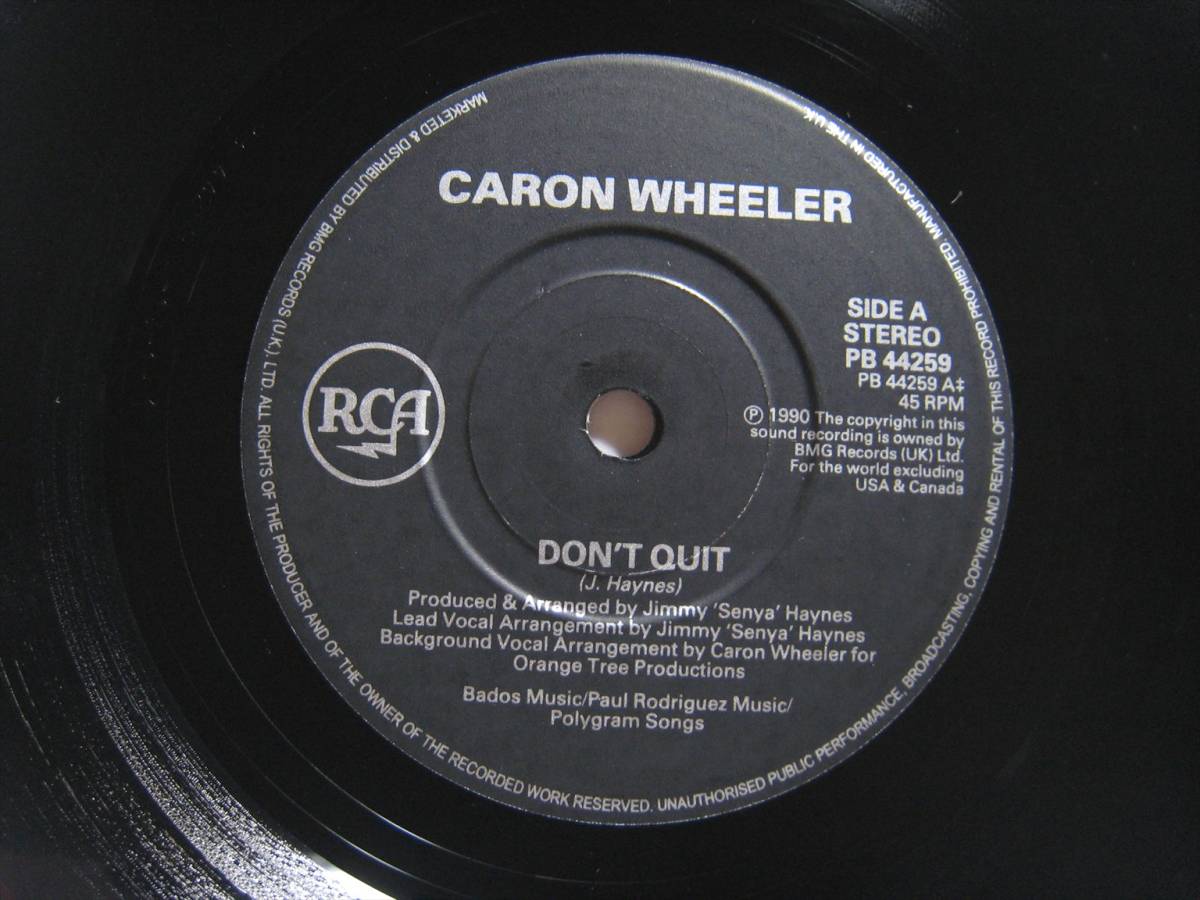 CARON WHEELER
RCA
SIDE A
STEREO
PB 44259
PB 44259 A‡
45 RPM
℗ 1990 The copyright in this
sound recording is owned by
BMG Records (UK) Ltd.
For the world excluding
USA & Canada
DON'T QUIT
(J. Haynes)
Produced & Arranged by Jimmy 'Senya' Haynes
Lead Vocal Arrangement by Jimmy 'Senya' Haynes
Background Vocal Arrangement by Caron Wheeler for
Orange Tree Productions
Bados Music/Paul Rodriguez Music/
Polygram Songs
MARKETED & DISTRIBUTED BY BMG RECORDS (U.K.). LTD. ALL RIGHTS OF THE PRODUCER AND OF THE OWNER OF THE RECORDED WORK RESERVED. UNAUTHORISED PUBLIC PERFORMANCE, BROADCASTING, COPYING AND RENTAL OF THIS RECORD PROHIBITED. MANUFACTURED IN THE U.K.